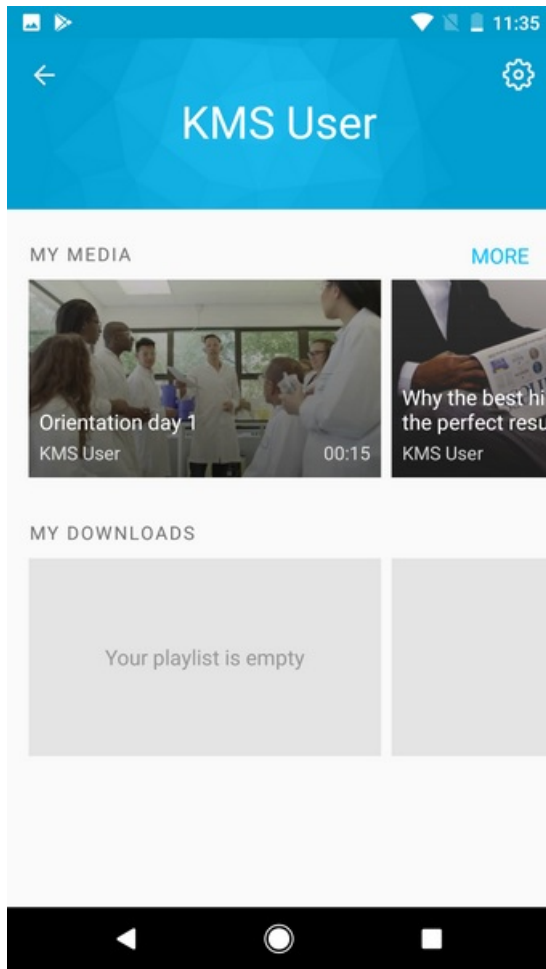 11:35
KMS User
MY MEDIA
MORE
Orientation day 1
KMS User
00:15
Why the best hi
the perfect resu
KMS User
MY DOWNLOADS
Your playlist is empty